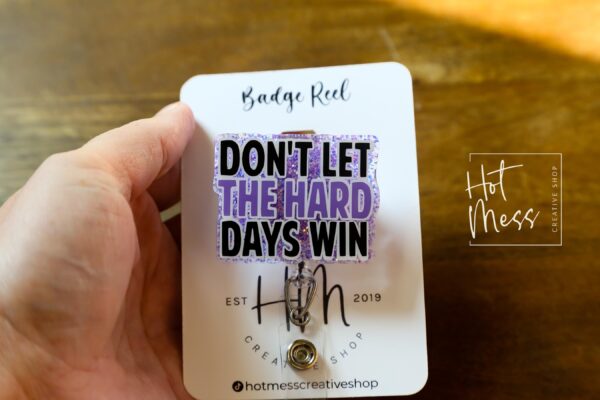 Badge Reel
DON'T LET
THE HARD
DAYS WIN
EST HM 2019
CREATIVE SHOP
hotmesscreativeshop
Hot
Mess
CREATIVE SHOP